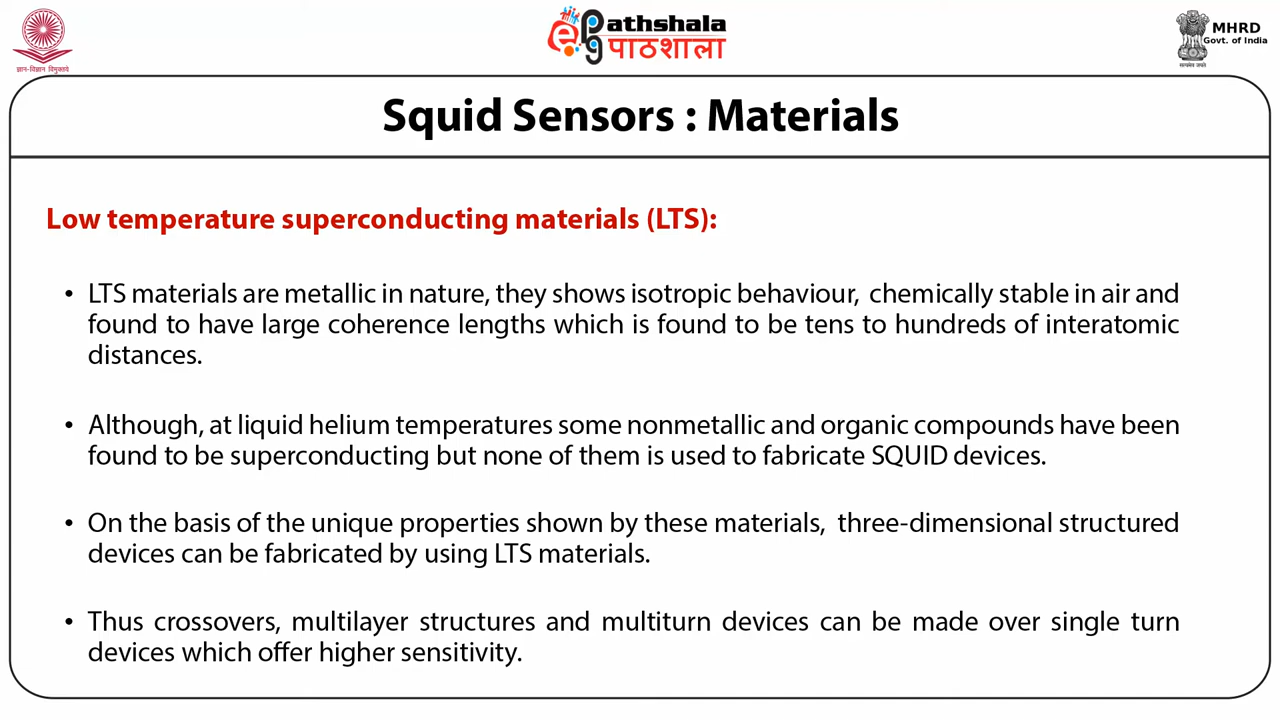 ज्ञान-विज्ञान विमुक्तये
ePg Pathshala
पाठशाला
MHRD
Govt. of India
सत्यमेव जयते
Squid Sensors : Materials
Low temperature superconducting materials (LTS):
• LTS materials are metallic in nature, they shows isotropic behaviour, chemically stable in air and
found to have large coherence lengths which is found to be tens to hundreds of interatomic
distances.
• Although, at liquid helium temperatures some nonmetallic and organic compounds have been
found to be superconducting but none of them is used to fabricate SQUID devices.
• On the basis of the unique properties shown by these materials, three-dimensional structured
devices can be fabricated by using LTS materials.
• Thus crossovers, multilayer structures and multiturn devices can be made over single turn
devices which offer higher sensitivity.